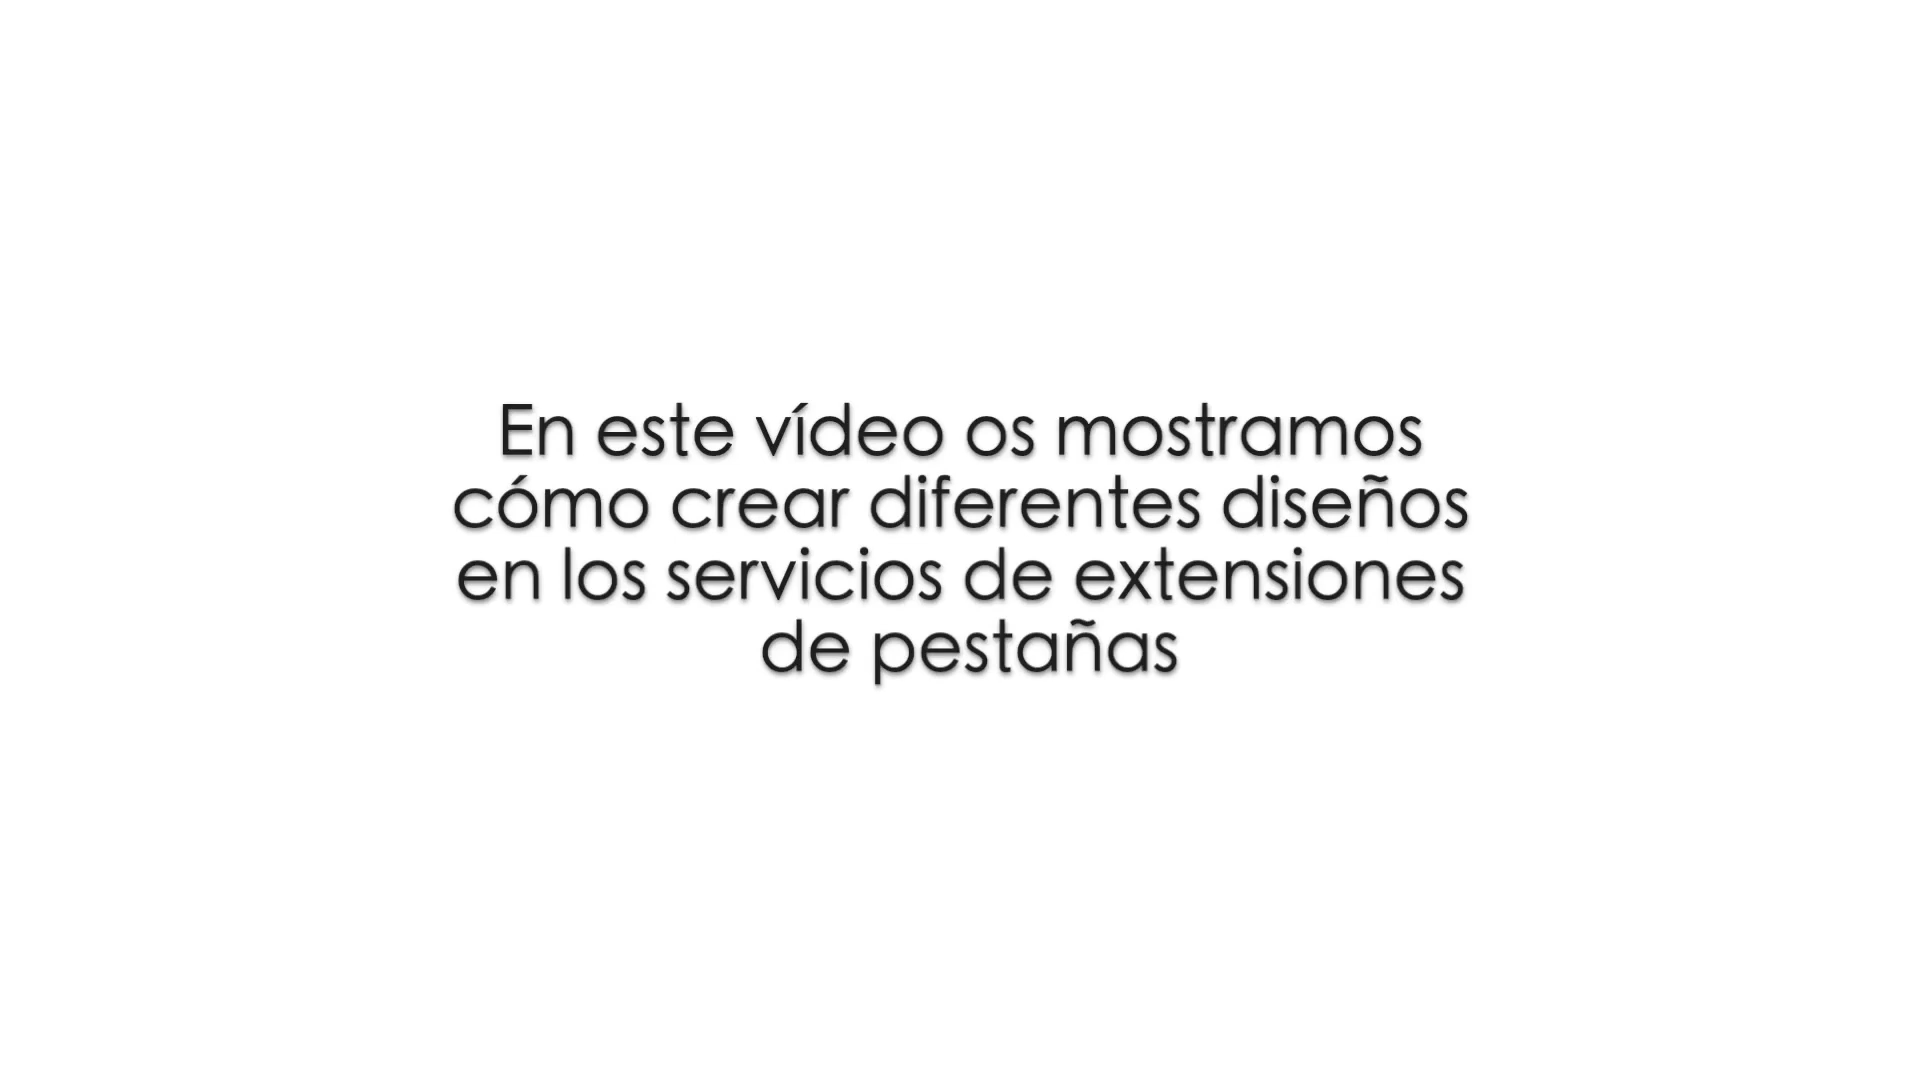 En este vídeo os mostramos
cómo crear diferentes diseños
en los servicios de extensiones
de pestañas